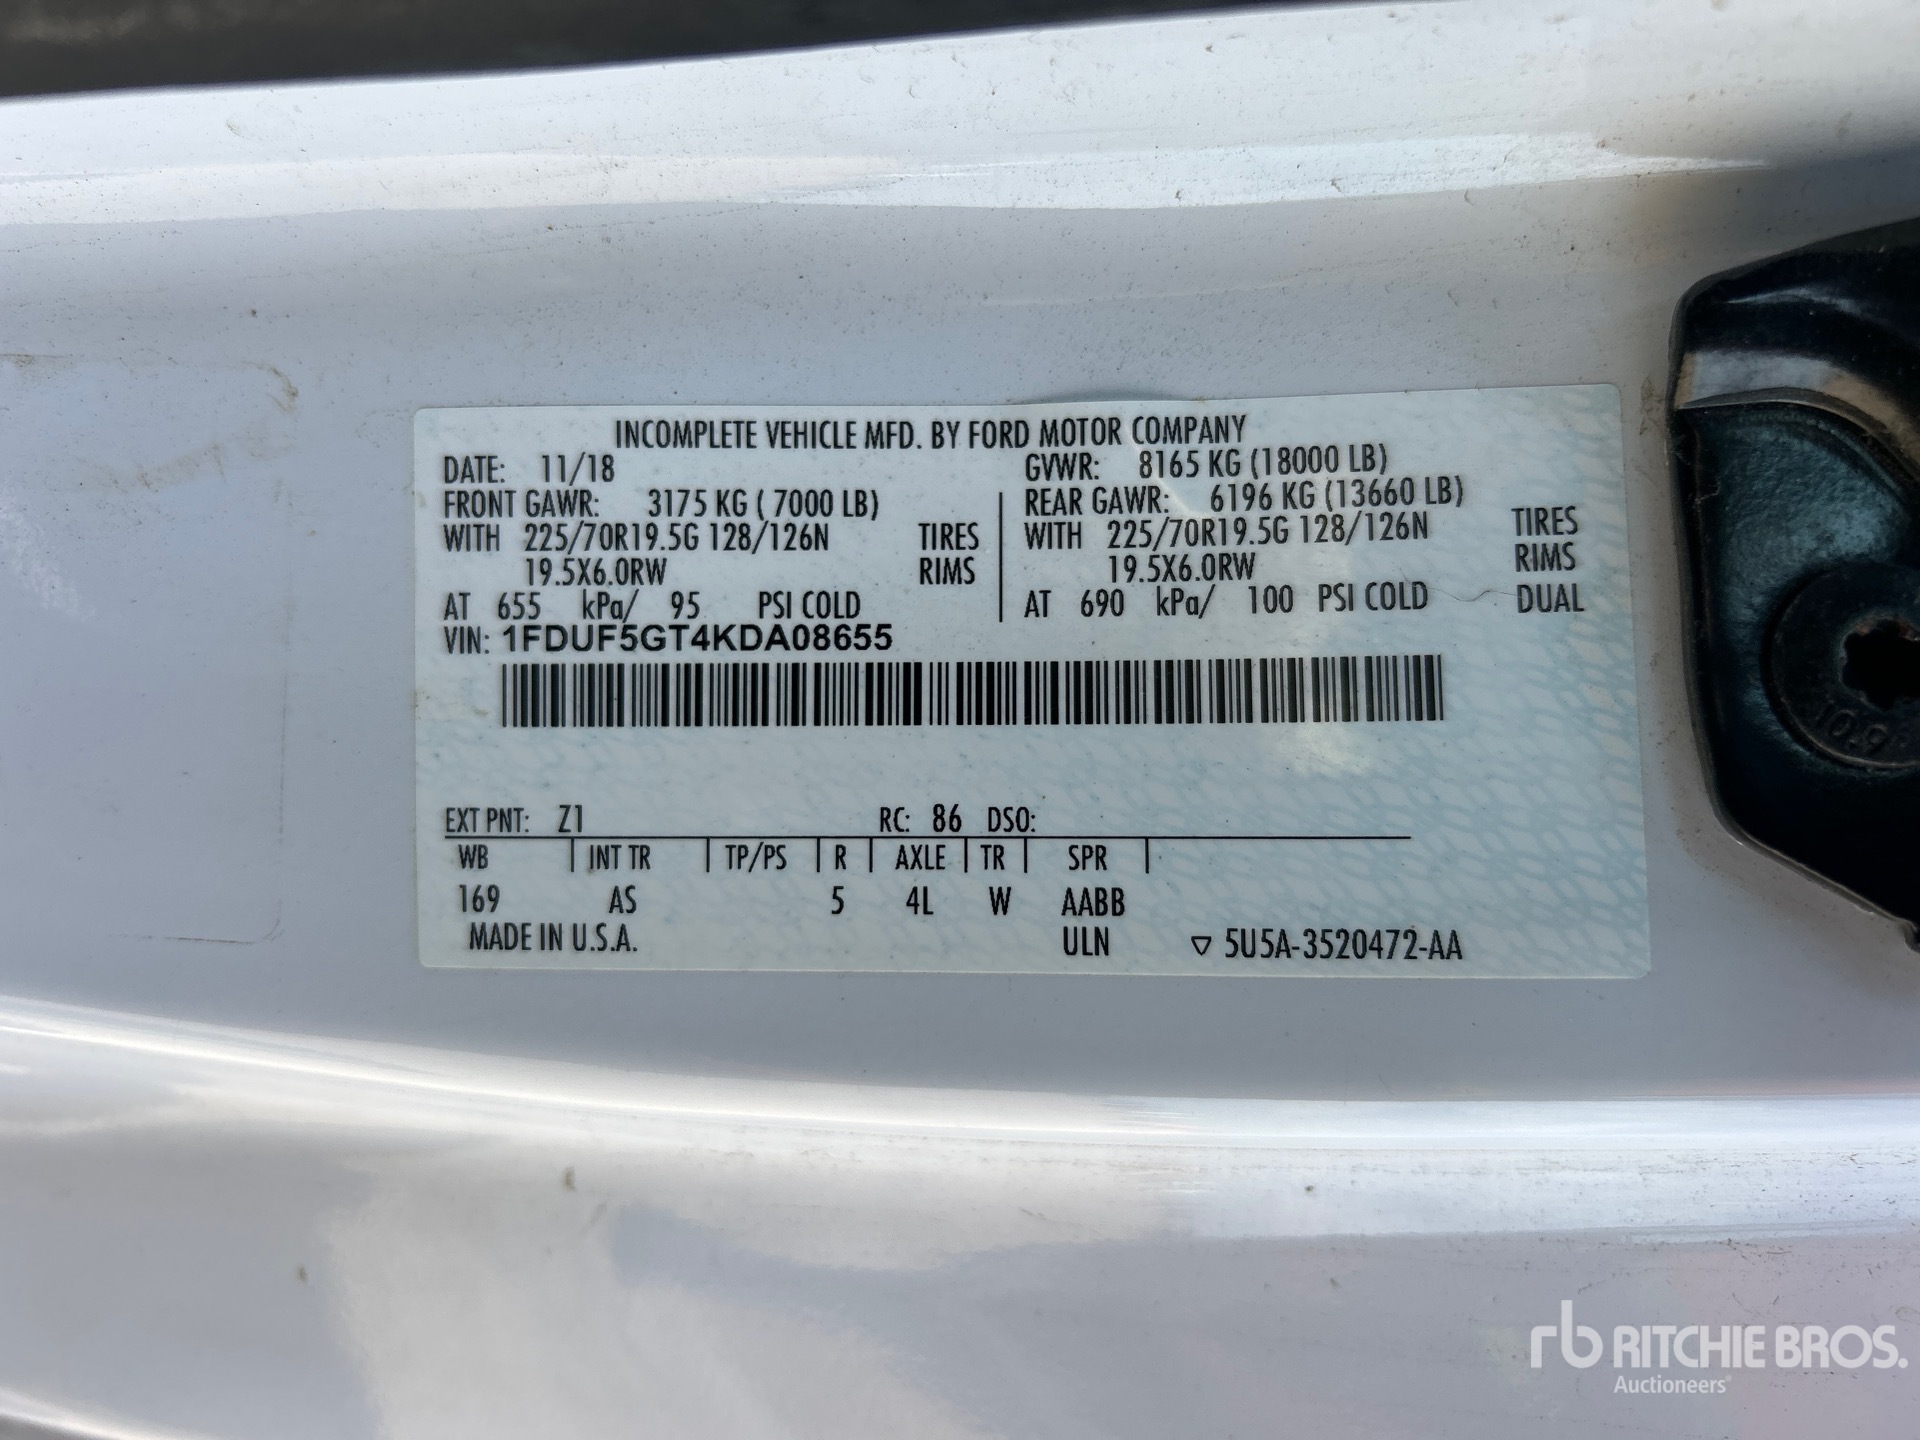 INCOMPLETE VEHICLE MFD. BY FORD MOTOR COMPANY
DATE: 11/18 GVWR: 8165 KG (18000 LB)
FRONT GAWR: 3175 KG ( 7000 LB) REAR GAWR: 6196 KG (13660 LB)
WITH 225/70R19.5G 128/126N TIRES WITH 225/70R19.5G 128/126N TIRES
19.5X6.0RW RIMS 19.5X6.0RW RIMS
AT 655 kPa/ 95 PSI COLD AT 690 kPa/ 100 PSI COLD DUAL
VIN: 1FDUF5GT4KDA08655
EXT PNT: Z1 RC: 86 DSO:
WB INT TR TP/PS R AXLE TR SPR
169 AS 5 4L W AABB
MADE IN U.S.A. ULN ▽ 5U5A-3520472-AA
10.9
rb RITCHIE BROS.
Auctioneers